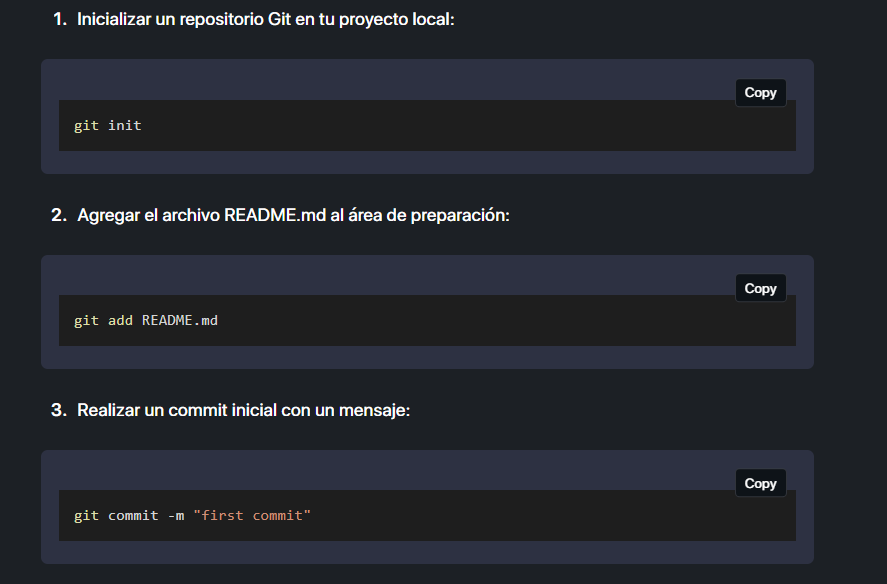 1. Inicializar un repositorio Git en tu proyecto local:
Copy
git init
2. Agregar el archivo README.md al área de preparación:
Copy
git add README.md
3. Realizar un commit inicial con un mensaje:
Copy
git commit -m "first commit"